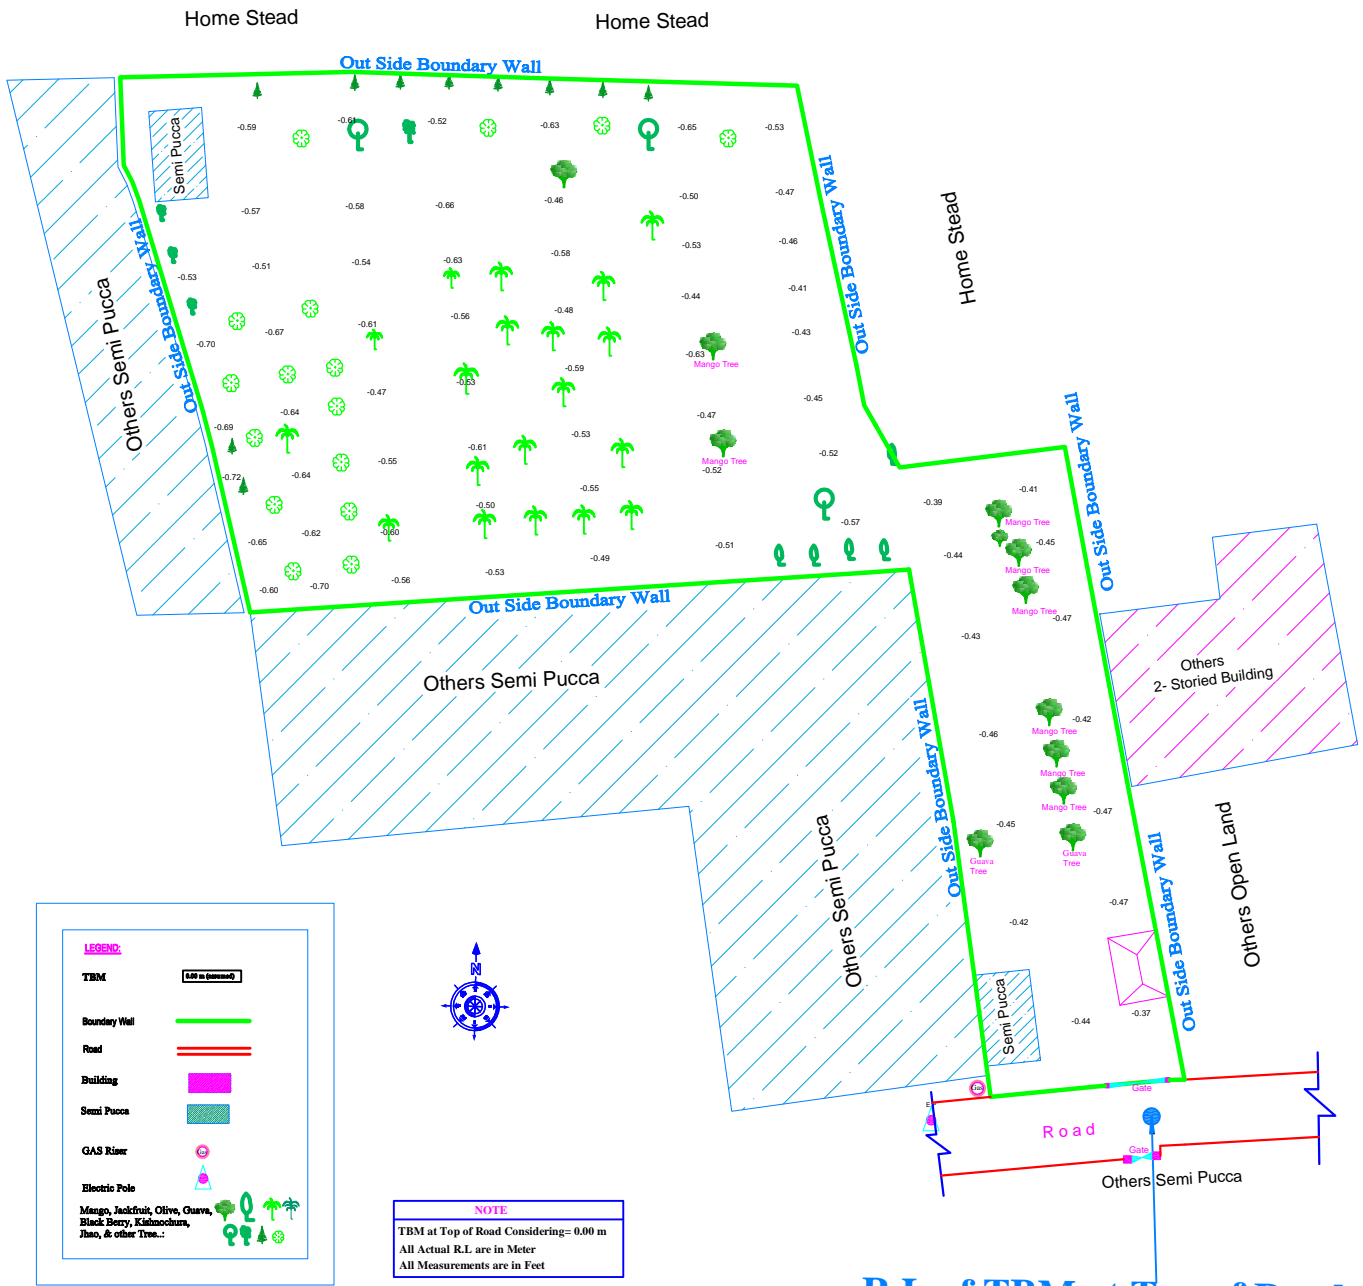 Home Stead
Home Stead
Out Side Boundary Wall
-0.59
-0.61
-0.52
-0.63
-0.65
-0.53
Semi Pucca
-0.57
-0.58
-0.66
-0.46
-0.50
-0.47
Out Side Boundary Wall
Home Stead
-0.53
-0.51
-0.54
-0.63
-0.58
-0.53
-0.46
-0.44
-0.41
Others Semi Pucca
Out Side Boundary Wall
-0.70
-0.67
-0.61
-0.56
-0.48
-0.43
-0.63
Mango Tree
-0.59
-0.53
-0.47
-0.45
-0.64
-0.69
-0.47
-0.53
-0.61
-0.52
Mango Tree
-0.52
-0.55
-0.64
-0.72
-0.55
-0.50
-0.39
-0.41
Mango Tree
Out Side Boundary Wall
-0.57
-0.62
-0.60
-0.65
-0.51
-0.49
-0.44
-0.45
Mango Tree
-0.53
-0.56
-0.70
-0.60
Mango Tree
-0.47
-0.43
Out Side Boundary Wall
Others Semi Pucca
Others
2- Storied Building
-0.42
Mango Tree
-0.46
Mango Tree
Mango Tree
-0.47
-0.45
Guava
Tree
Guava
Tree
Out Side Boundary Wall
Others Semi Pucca
Others Open Land
Out Side Boundary Wall
-0.47
-0.42
Semi Pucca
-0.37
-0.44
Gas
Gate
E
Road
Gate
Others Semi Pucca
LEGEND:
TBM 0.00 m (assumed)
Boundary Wall
Road
Building
Semi Pucca
GAS Riser Gas
Electric Pole
Mango, Jackfruit, Olive, Guava,
Black Berry, Kishnochura,
Jhao, & other Tree..:
N
NOTE
TBM at Top of Road Considering= 0.00 m
All Actual R.L are in Meter
All Measurements are in Feet